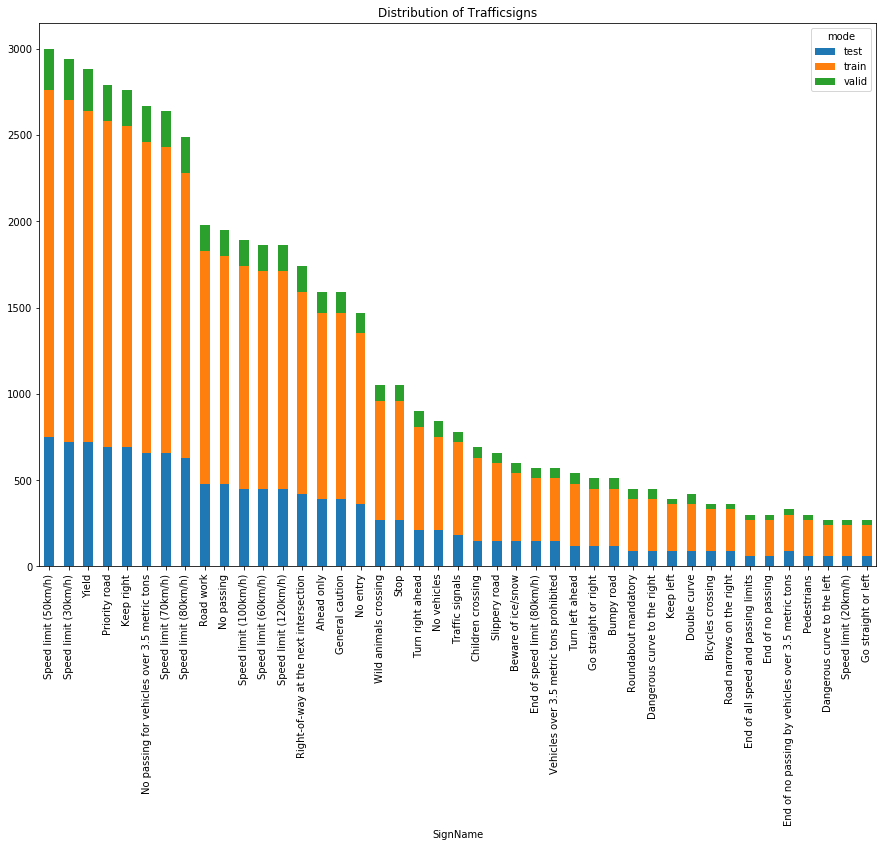 Distribution of Trafficsigns
mode
test
train
valid
3000
2500
2000
1500
1000
500
0
Speed limit (50km/h)
Speed limit (30km/h)
Yield
Priority road
Keep right
No passing for vehicles over 3.5 metric tons
Speed limit (70km/h)
Speed limit (80km/h)
Road work
No passing
Speed limit (100km/h)
Speed limit (60km/h)
Speed limit (120km/h)
Right-of-way at the next intersection
Ahead only
General caution
No entry
Wild animals crossing
Stop
Turn right ahead
No vehicles
Traffic signals
Children crossing
Slippery road
Beware of ice/snow
End of speed limit (80km/h)
Vehicles over 3.5 metric tons prohibited
Turn left ahead
Go straight or right
Bumpy road
Roundabout mandatory
Dangerous curve to the right
Keep left
Double curve
Bicycles crossing
Road narrows on the right
End of all speed and passing limits
End of no passing
End of no passing by vehicles over 3.5 metric tons
Pedestrians
Dangerous curve to the left
Speed limit (20km/h)
Go straight or left
SignName